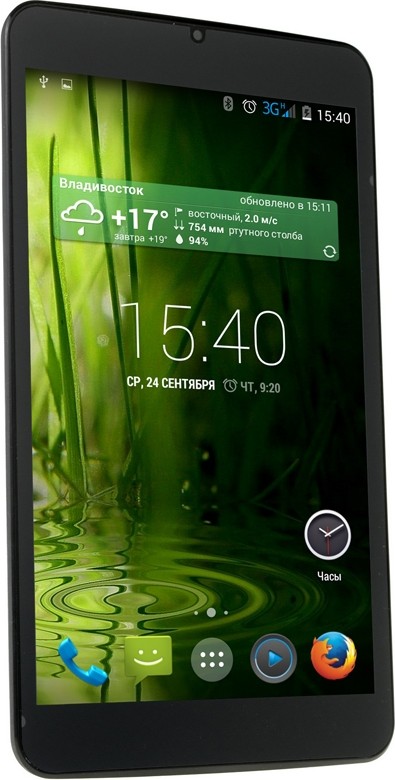 3G H 15:40
Владивосток
обновлено в 15:11
+17° восточный, 2.0 м/с
754 мм ртутного столба
завтра +19° 94%
15:40
СР, 24 СЕНТЯБРЯ ЧТ, 9:20
Часы